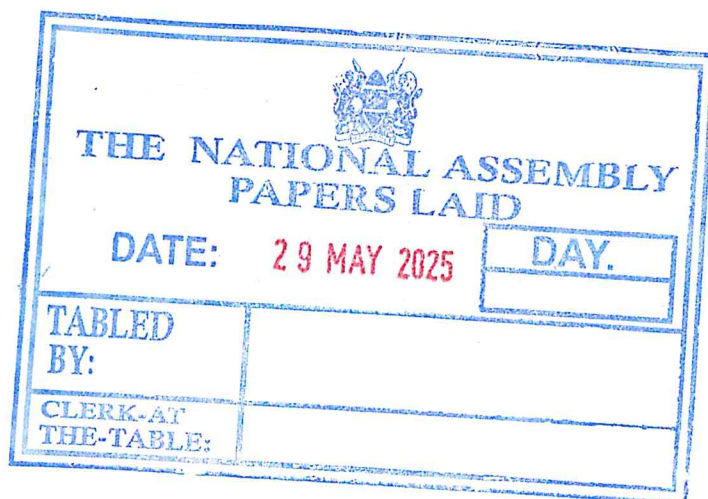 THE NATIONAL ASSEMBLY
PAPERS LAID
DATE: 29 MAY 2025 DAY.
TABLED
BY:
CLERK-AT
THE-TABLE: